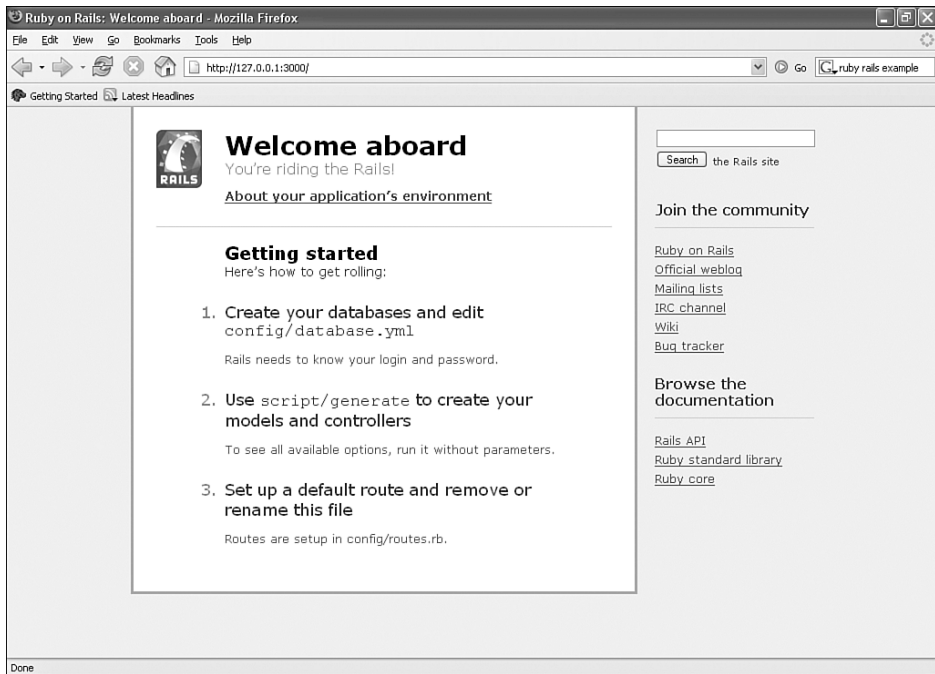 Ruby on Rails: Welcome aboard - Mozilla Firefox
File Edit View Go Bookmarks Tools Help
http://127.0.0.1:3000/
Go
G ruby rails example
Getting Started Latest Headlines
RAILS
Welcome aboard
You're riding the Rails!
About your application's environment
Getting started
Here's how to get rolling:
1. Create your databases and edit
config/database.yml
Rails needs to know your login and password.
2. Use script/generate to create your
models and controllers
To see all available options, run it without parameters.
3. Set up a default route and remove or
rename this file
Routes are setup in config/routes.rb.
Search the Rails site
Join the community
Ruby on Rails
Official weblog
Mailing lists
IRC channel
Wiki
Bug tracker
Browse the
documentation
Rails API
Ruby standard library
Ruby core
Done